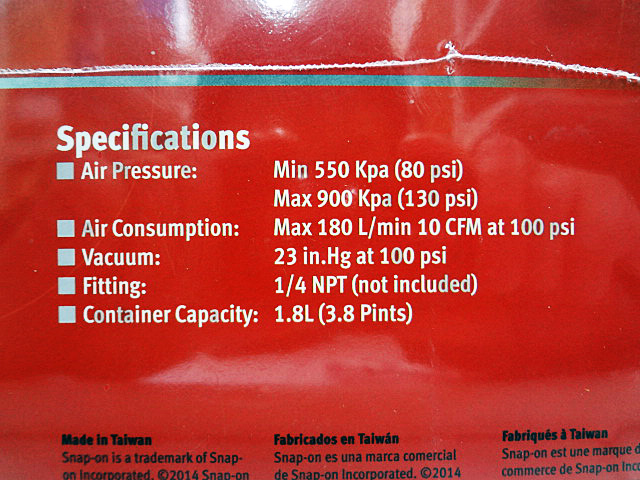 Specifications
Air Pressure: Min 550 Kpa (80 psi)
Max 900 Kpa (130 psi)
Air Consumption: Max 180 L/min 10 CFM at 100 psi
Vacuum: 23 in.Hg at 100 psi
Fitting: 1/4 NPT (not included)
Container Capacity: 1.8L (3.8 Pints)
Made in Taiwan
Snap-on is a trademark of Snap-
on Incorporated. ©2014 Snap-on
Fabricados en Taiwán
Snap-on es una marca comercial
de Snap-on Incorporated. ©2014
Fabriqués à Taiwan
Snap-on est une marque d
commerce de Snap-on Inc